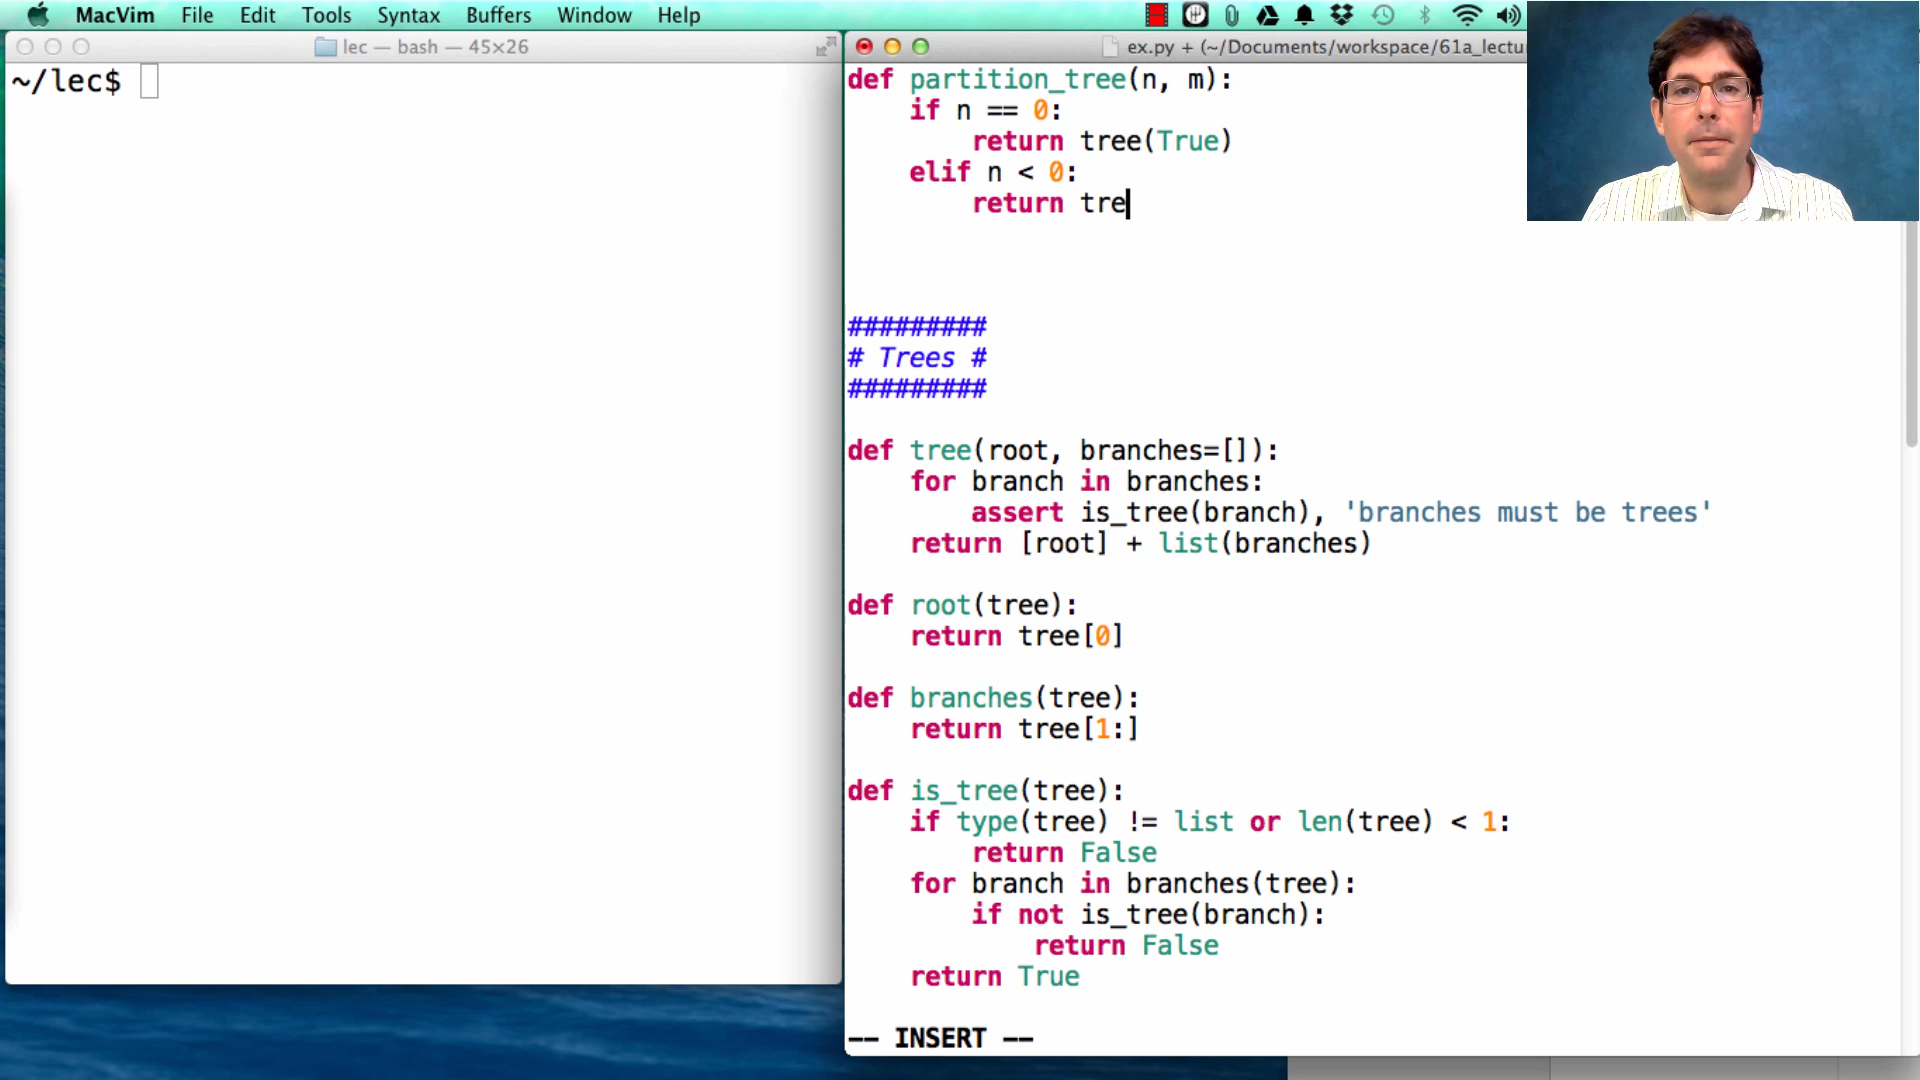 MacVim File Edit Tools Syntax Buffers Window Help
lec — bash — 45×26
~/lec$
ex.py + (~/Documents/workspace/61a_lectu
def partition_tree(n, m):
    if n == 0:
        return tree(True)
    elif n < 0:
        return tre
#########
# Trees #
#########
def tree(root, branches=[]):
    for branch in branches:
        assert is_tree(branch), 'branches must be trees'
    return [root] + list(branches)
def root(tree):
    return tree[0]
def branches(tree):
    return tree[1:]
def is_tree(tree):
    if type(tree) != list or len(tree) < 1:
        return False
    for branch in branches(tree):
        if not is_tree(branch):
            return False
    return True
-- INSERT --